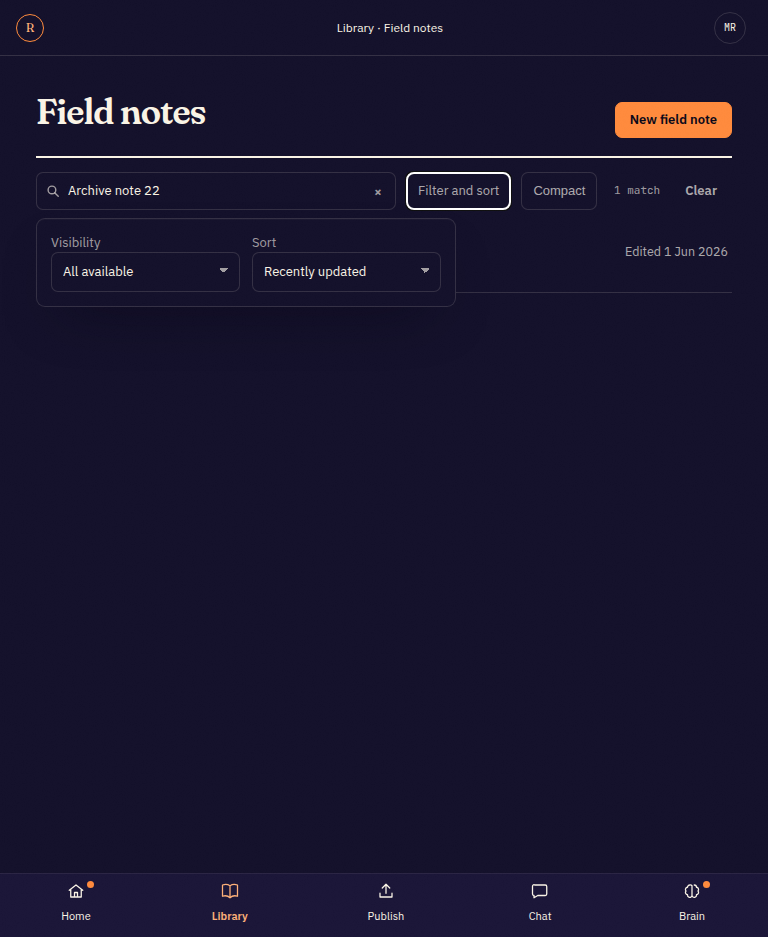 R
Library · Field notes
MR
Field notes
New field note
Archive note 22
×
Filter and sort
Compact
1 match
Clear
Visibility
Sort
All available
Recently updated
Edited 1 Jun 2026
Home
Library
Publish
Chat
Brain